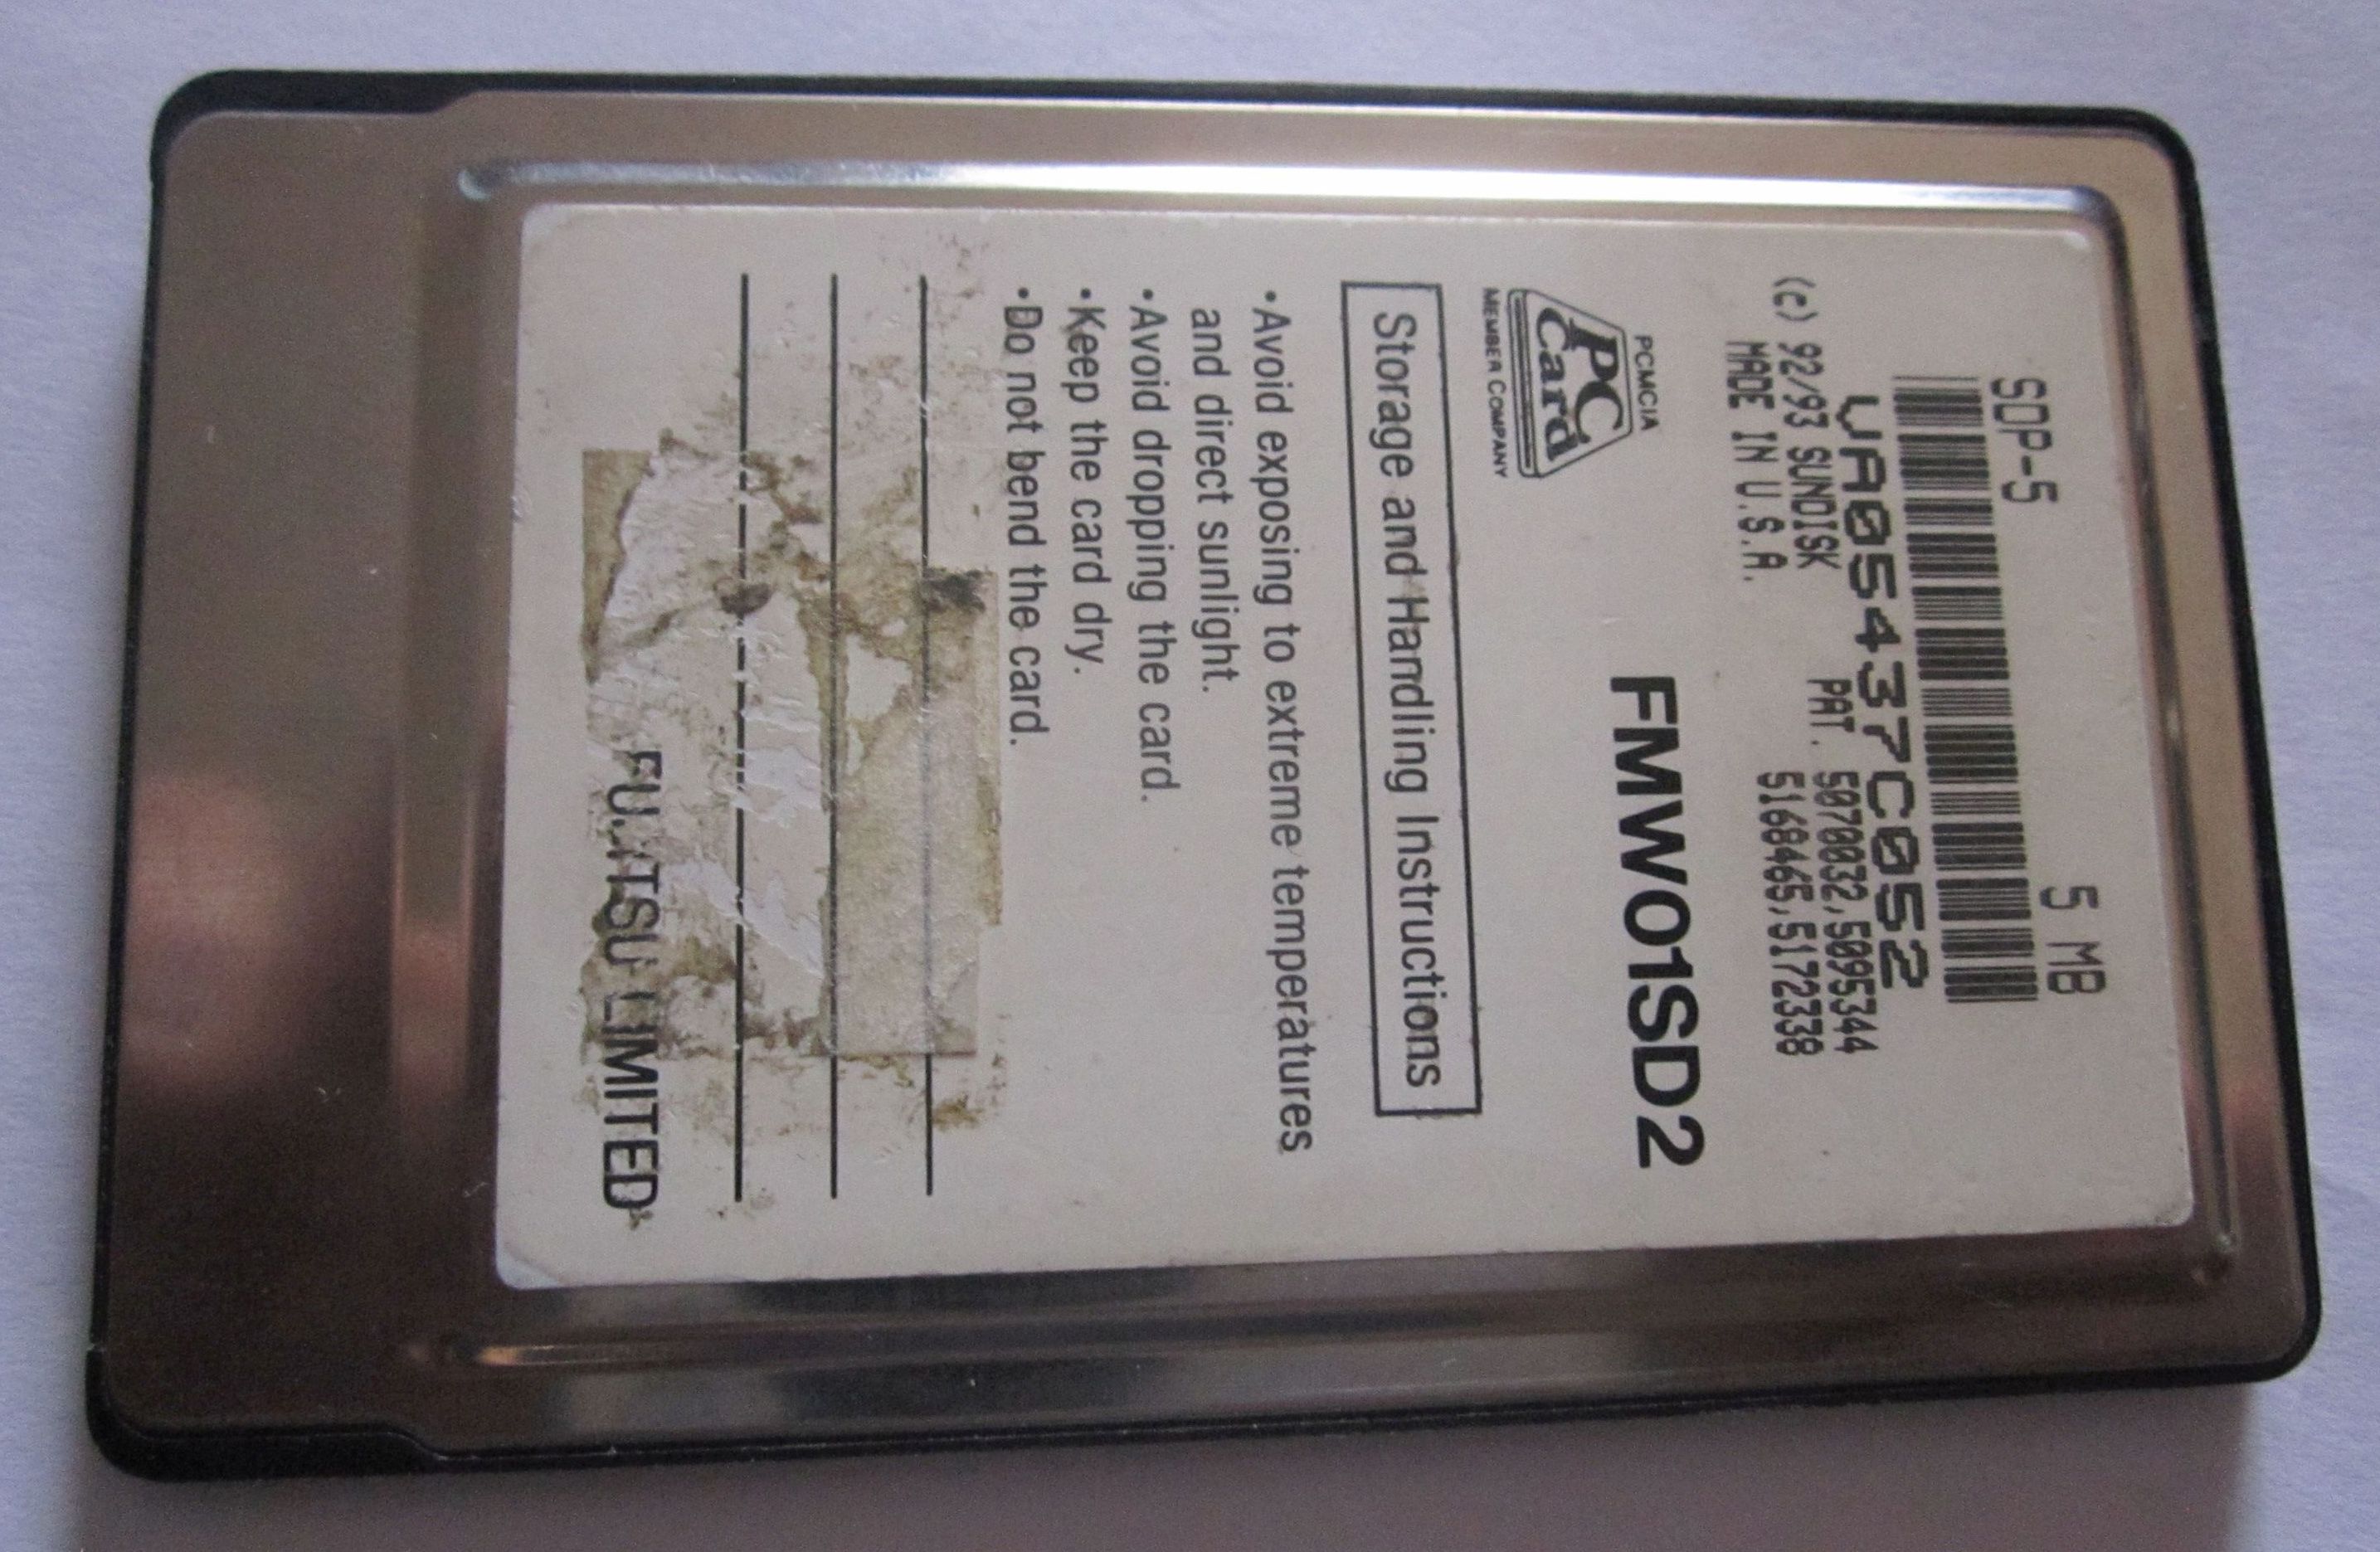 SDP-5 5 MB
VA054377C052
(c) 92/93 SUNDISK PAT. 5070032,5095344
MADE IN U.S.A. 5168465,5172338
FMW01SD2
PCMCIA
PC
Card
MEMBER COMPANY
Storage and Handling Instructions
•Avoid exposing to extreme temperatures
and direct sunlight.
•Avoid dropping the card.
•Keep the card dry.
•Do not bend the card.
FUJITSU LIMITED